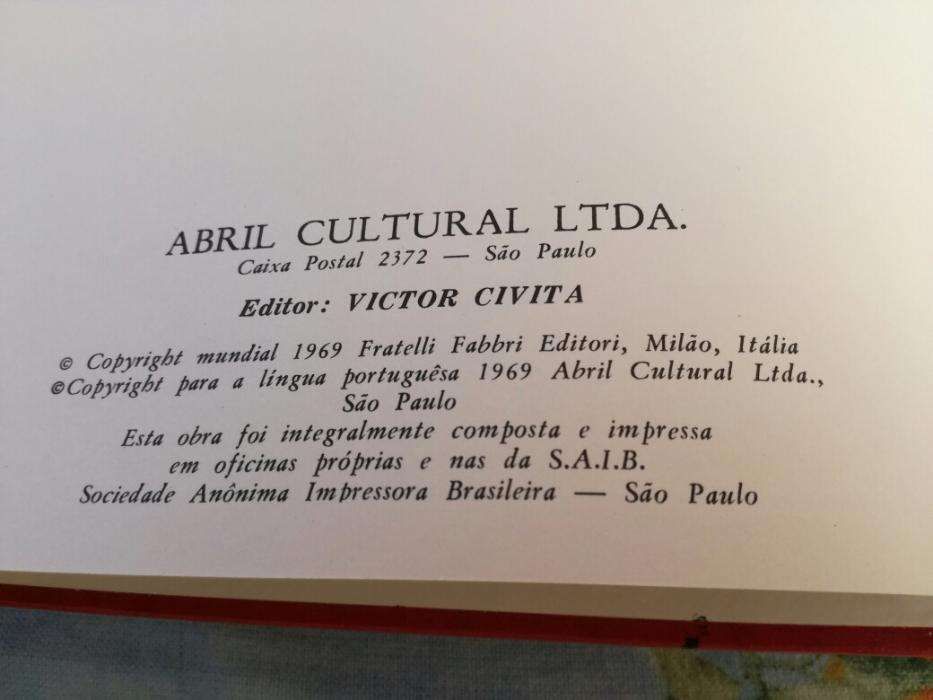 ABRIL CULTURAL LTDA.
Caixa Postal 2372 — São Paulo
Editor: VICTOR CIVITA
© Copyright mundial 1969 Fratelli Fabbri Editori, Milão, Itália
©Copyright para a língua portuguêsa 1969 Abril Cultural Ltda.,
São Paulo
Esta obra foi integralmente composta e impressa
em oficinas próprias e nas da S.A.I.B.
Sociedade Anônima Impressora Brasileira — São Paulo